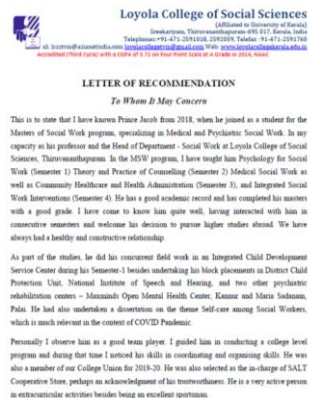 Loyola College of Social Sciences
(Affiliated to University of Kerala)
Sreekariyam, Thiruvananthapuram-695 017, Kerala, India
Telephones:+91-471-2591018, 2592059, Telefax: +91-471-2591760
Accredited (Third Cycle) with a CGPA of 3.72 on Four Point Scale at A Grade in 2014, NAAC
LETTER OF RECOMMENDATION
To Whom It May Concern
This is to state that I have known Prince Jacob from 2018, when he joined as a student for the
Masters of Social Work program, specializing in Medical and Psychiatric Social Work. In my
capacity as his professor and the Head of Department - Social Work at Loyola College of Social
Sciences, Thiruvananthapuram. In the MSW program, I have taught him Psychology for Social
Work (Semester 1) Theory and Practice of Counselling (Semester 2) Medical Social Work as
well as Community Healthcare and Health Administration (Semester 3), and Integrated Social
Work Interventions (Semester 4). He has a good academic record and has completed his masters
with a good grade. I have come to know him quite well, having interacted with him in
consecutive semesters and welcome his decision to pursue higher studies abroad. We have
always had a healthy and constructive relationship.
As part of the studies, he did his concurrent field work in an Integrated Child Development
Service Center during his Semester-1 besides undertaking his block placements in District Child
Protection Unit, National Institute of Speech and Hearing, and two other psychiatric
rehabilitation centers – Maxminds Open Mental Health Center, Kannur and Maria Sadanam,
Palai. He had also undertaken a dissertation on the theme Self-care among Social Workers,
which is much relevant in the context of COVID Pandemic.
Personally I observe him as a good team player. I guided him in conducting a college level
program and during that time I noticed his skills in coordinating and organising skills. He was
also a member of our College Union for 2019-20. He was also selected as the in-charge of SALT
Cooperative Store, perhaps an acknowledgment of his trustworthiness. He is a very active person
in extracurricular activities besides being an excellent sportsman.